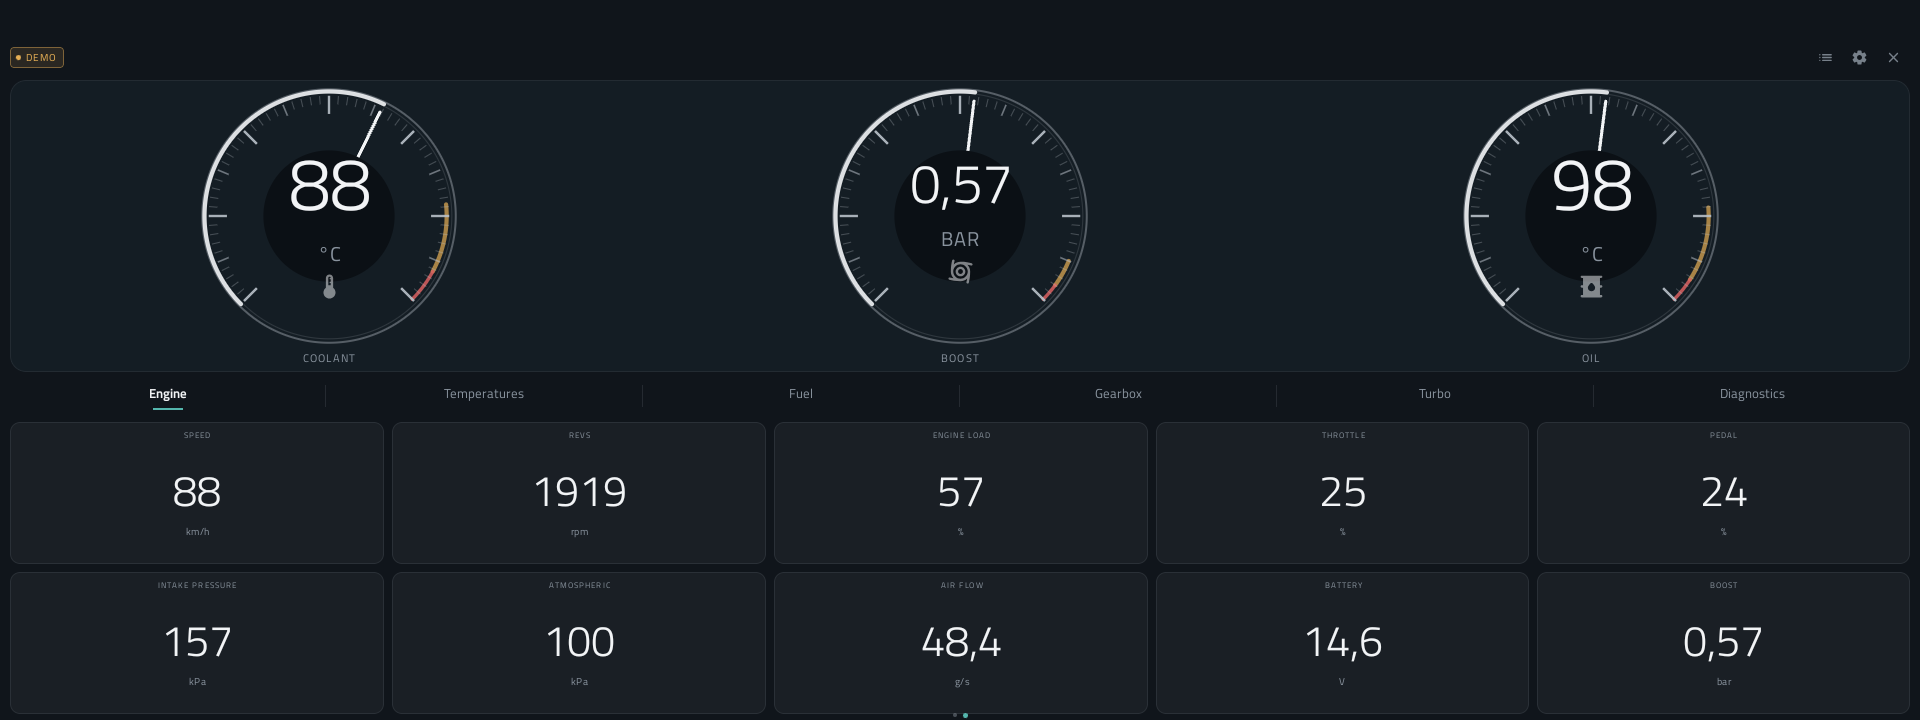 DEMO
88
°C
COOLANT
0,57
BAR
BOOST
98
°C
OIL
Engine
Temperatures
Fuel
Gearbox
Turbo
Diagnostics
SPEED
88
km/h
REVS
1919
rpm
ENGINE LOAD
57
%
THROTTLE
25
%
PEDAL
24
%
INTAKE PRESSURE
157
kPa
ATMOSPHERIC
100
kPa
AIR FLOW
48,4
g/s
BATTERY
14,6
V
BOOST
0,57
bar